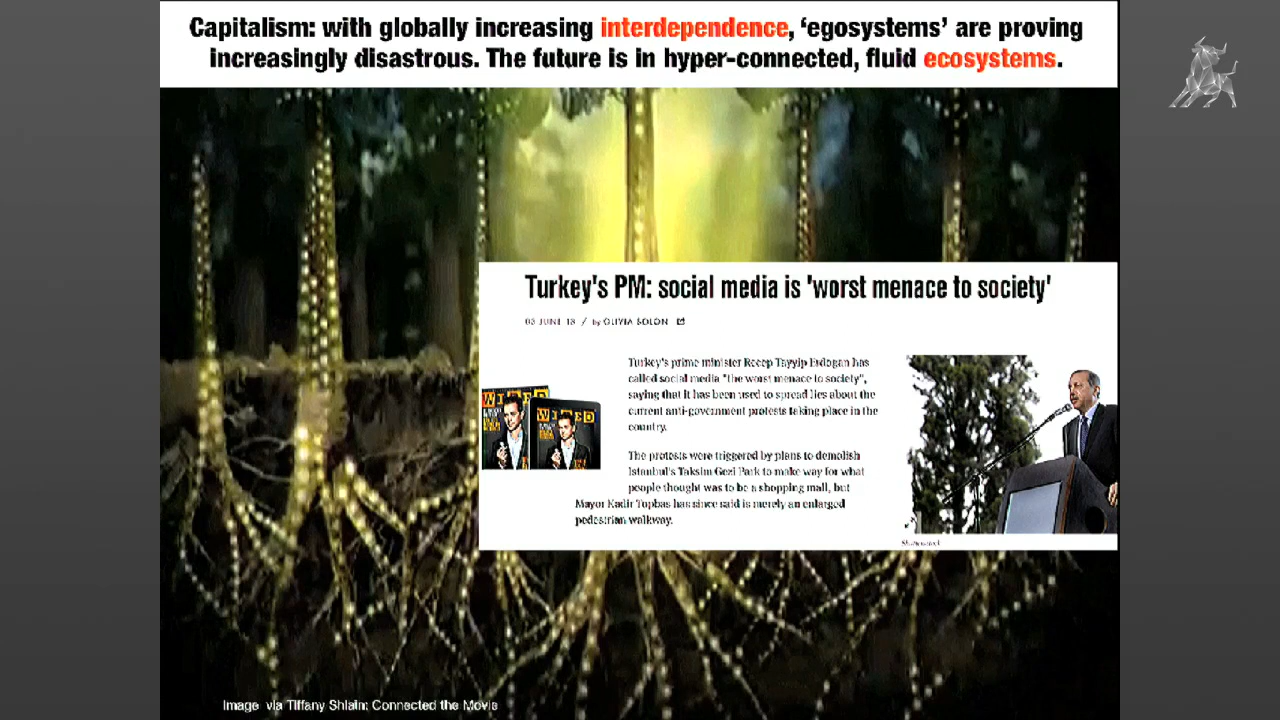 Capitalism: with globally increasing interdependence, ‘egosystems’ are proving
increasingly disastrous. The future is in hyper-connected, fluid ecosystems.
Turkey's PM: social media is 'worst menace to society'
03 JUNE 13 / by OLIVIA SOLON
Turkey's prime minister Recep Tayyip Erdogan has
called social media "the worst menace to society",
saying that it has been used to spread lies about the
current anti-government protests taking place in the
country.
WIRED
WIRED
The protests were triggered by plans to demolish
Istanbul's Taksim Gezi Park to make way for what
people thought was to be a shopping mall, but
Mayor Kadir Topbas has since said is merely an enlarged
pedestrian walkway.
Shutterstock
Image via Tiffany Shlain; Connected the Movie